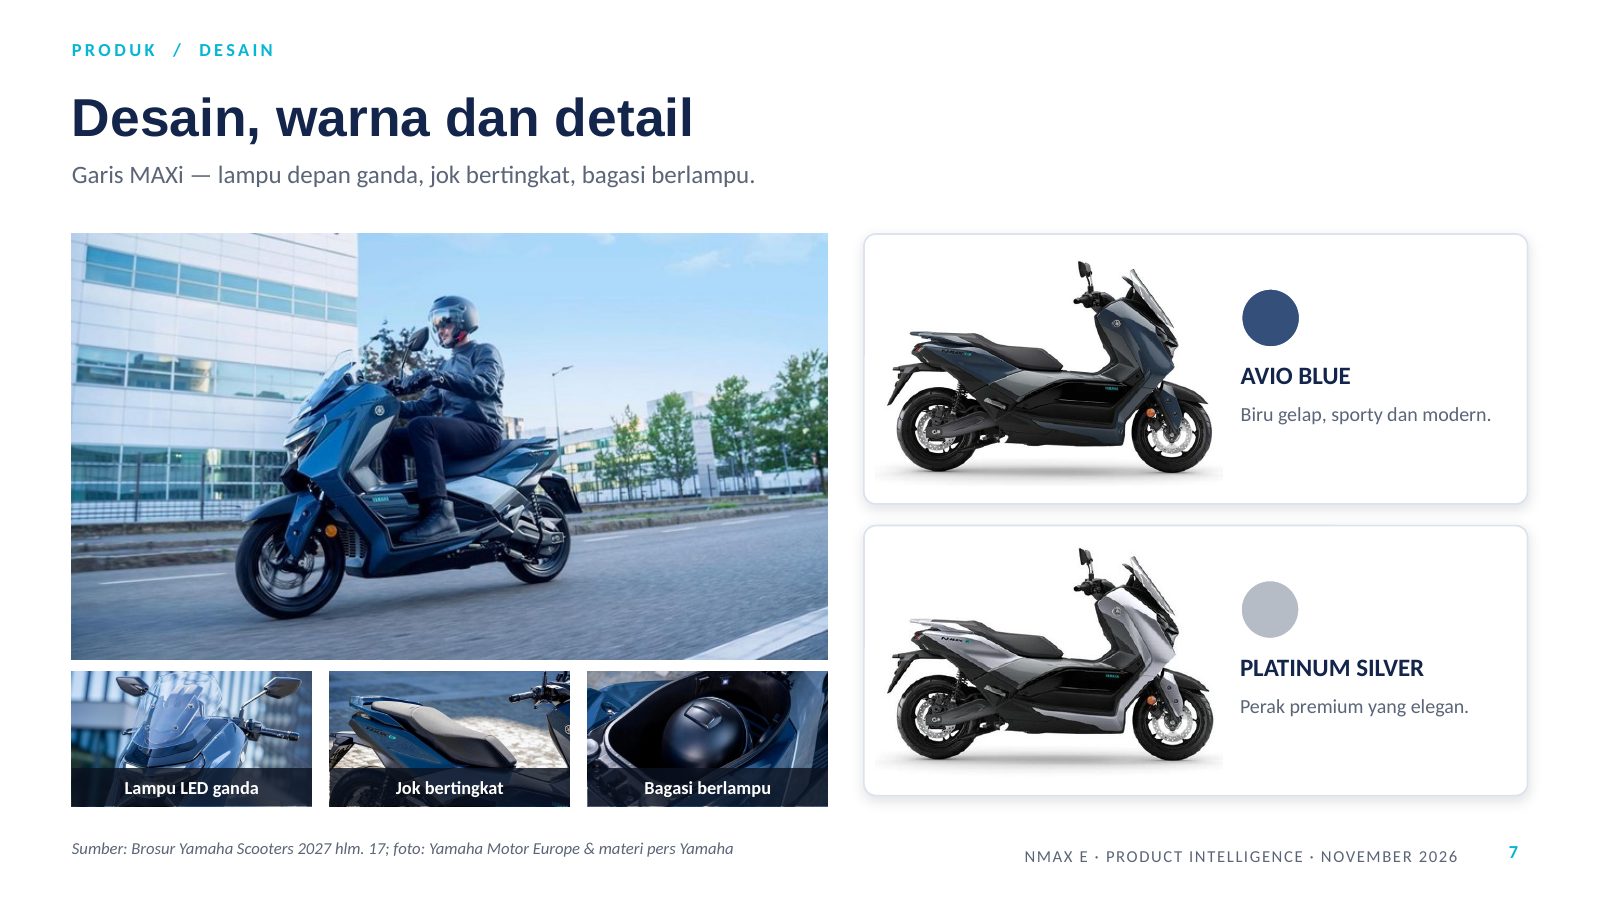 PRODUK / DESAIN
Desain, warna dan detail
Garis MAXi — lampu depan ganda, jok bertingkat, bagasi berlampu.
Lampu LED ganda
Jok bertingkat
Bagasi berlampu
AVIO BLUE
Biru gelap, sporty dan modern.
PLATINUM SILVER
Perak premium yang elegan.
Sumber: Brosur Yamaha Scooters 2027 hlm. 17; foto: Yamaha Motor Europe & materi pers Yamaha
NMAX E · PRODUCT INTELLIGENCE · NOVEMBER 2026
7